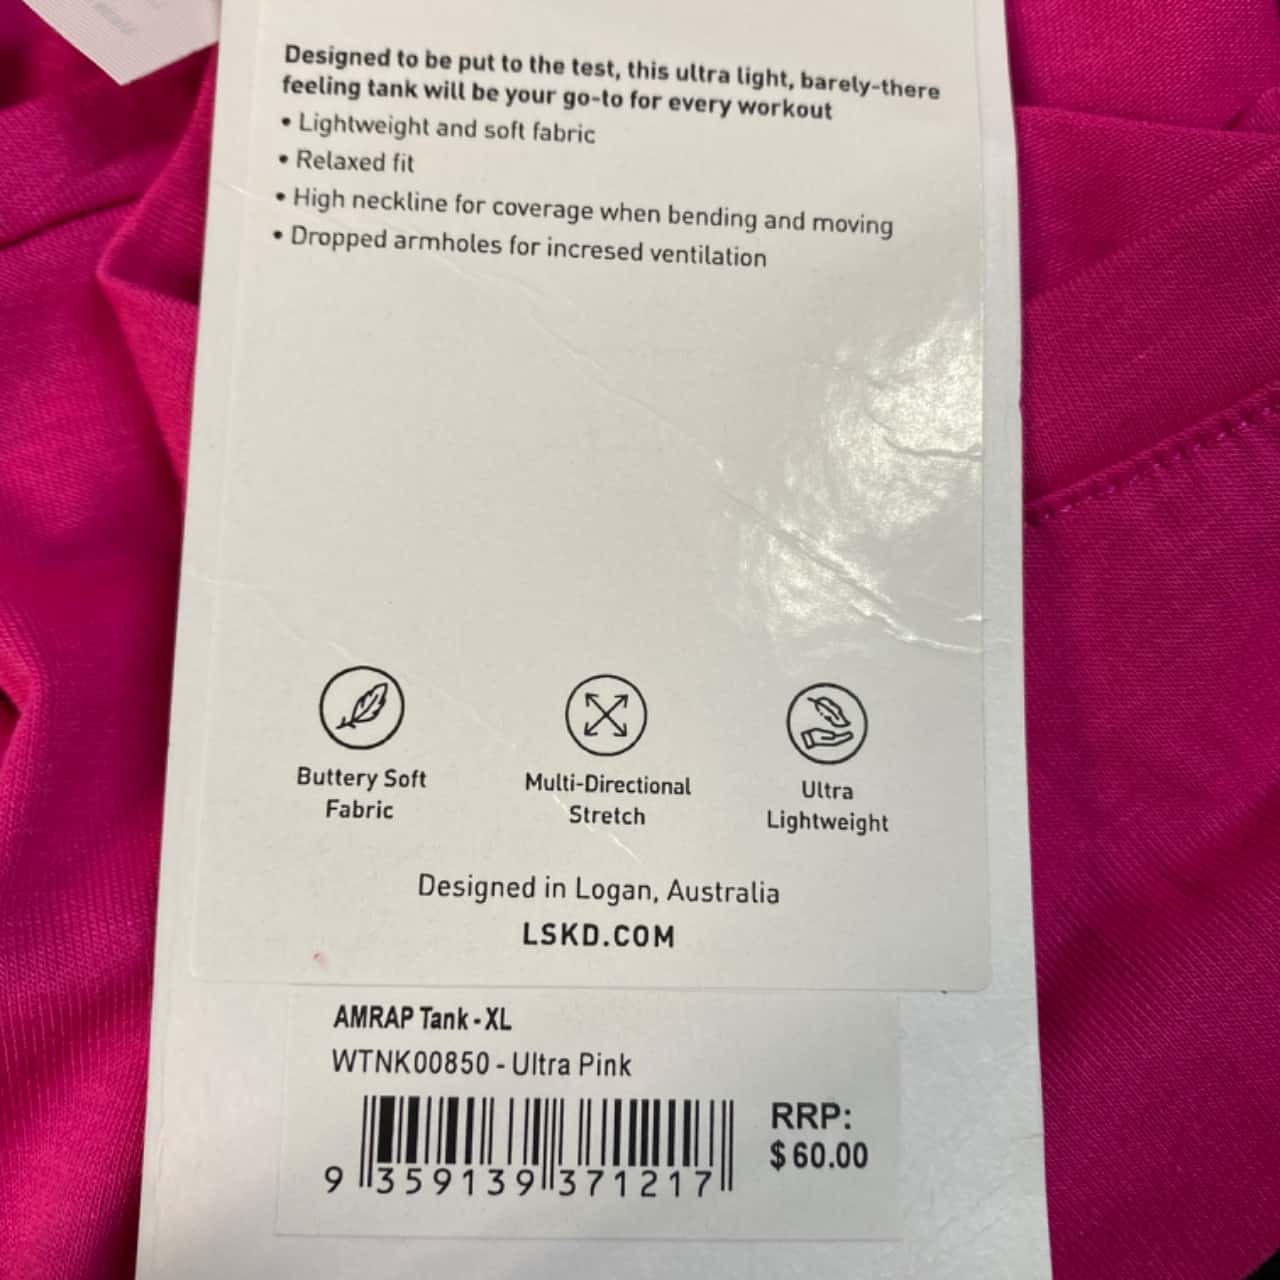 Designed to be put to the test, this ultra light, barely-there
feeling tank will be your go-to for every workout
• Lightweight and soft fabric
• Relaxed fit
• High neckline for coverage when bending and moving
• Dropped armholes for incresed ventilation
Buttery Soft
Fabric
Multi-Directional
Stretch
Ultra
Lightweight
Designed in Logan, Australia
LSKD.COM
AMRAP Tank - XL
WTNK00850 - Ultra Pink
RRP:
$60.00
9 359139 371217